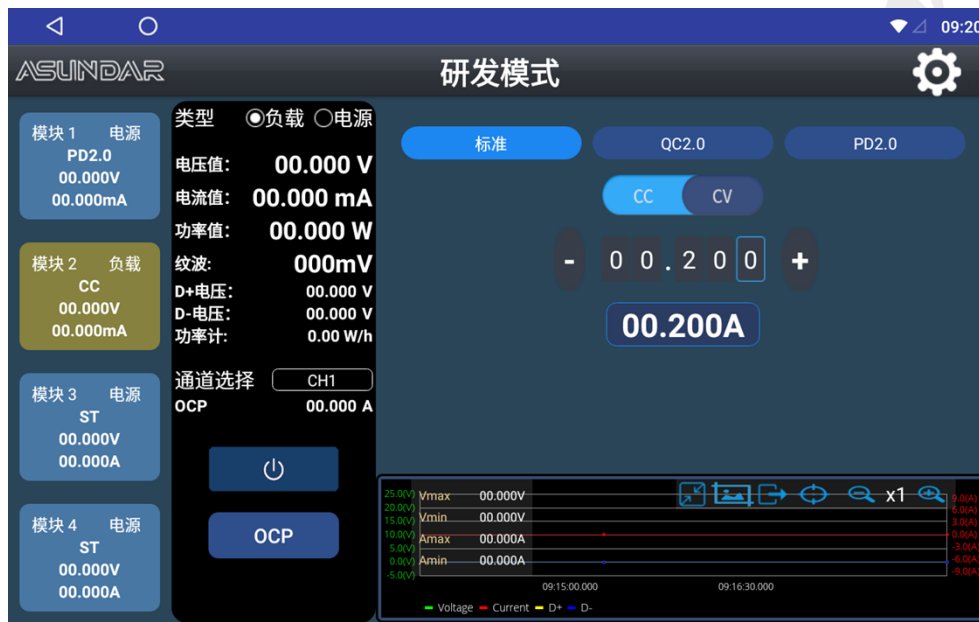 09:20
ASUNDAR
研发模式
模块 1 电源
PD2.0
00.000V
00.000mA
模块 2 负载
CC
00.000V
00.000mA
模块 3 电源
ST
00.000V
00.000A
模块 4 电源
ST
00.000V
00.000A
类型 负载 电源
电压值： 00.000 V
电流值： 00.000 mA
功率值： 00.000 W
纹波: 000mV
D+电压： 00.000 V
D-电压： 00.000 V
功率计: 0.00 W/h
通道选择 CH1
OCP 00.000 A
OCP
标准 QC2.0 PD2.0
CC CV
- 0 0 . 2 0 0 +
00.200A
x1
25.0(V) Vmax 00.000V 9.0(A)
20.0(V) 6.0(A)
15.0(V) Vmin 00.000V 3.0(A)
10.0(V) Amax 00.000A 0.0(A)
5.0(V) -3.0(A)
0.0(V) Amin 00.000A -6.0(A)
-5.0(V) -9.0(A)
09:15:00.000 09:16:30.000
Voltage Current D+ D-